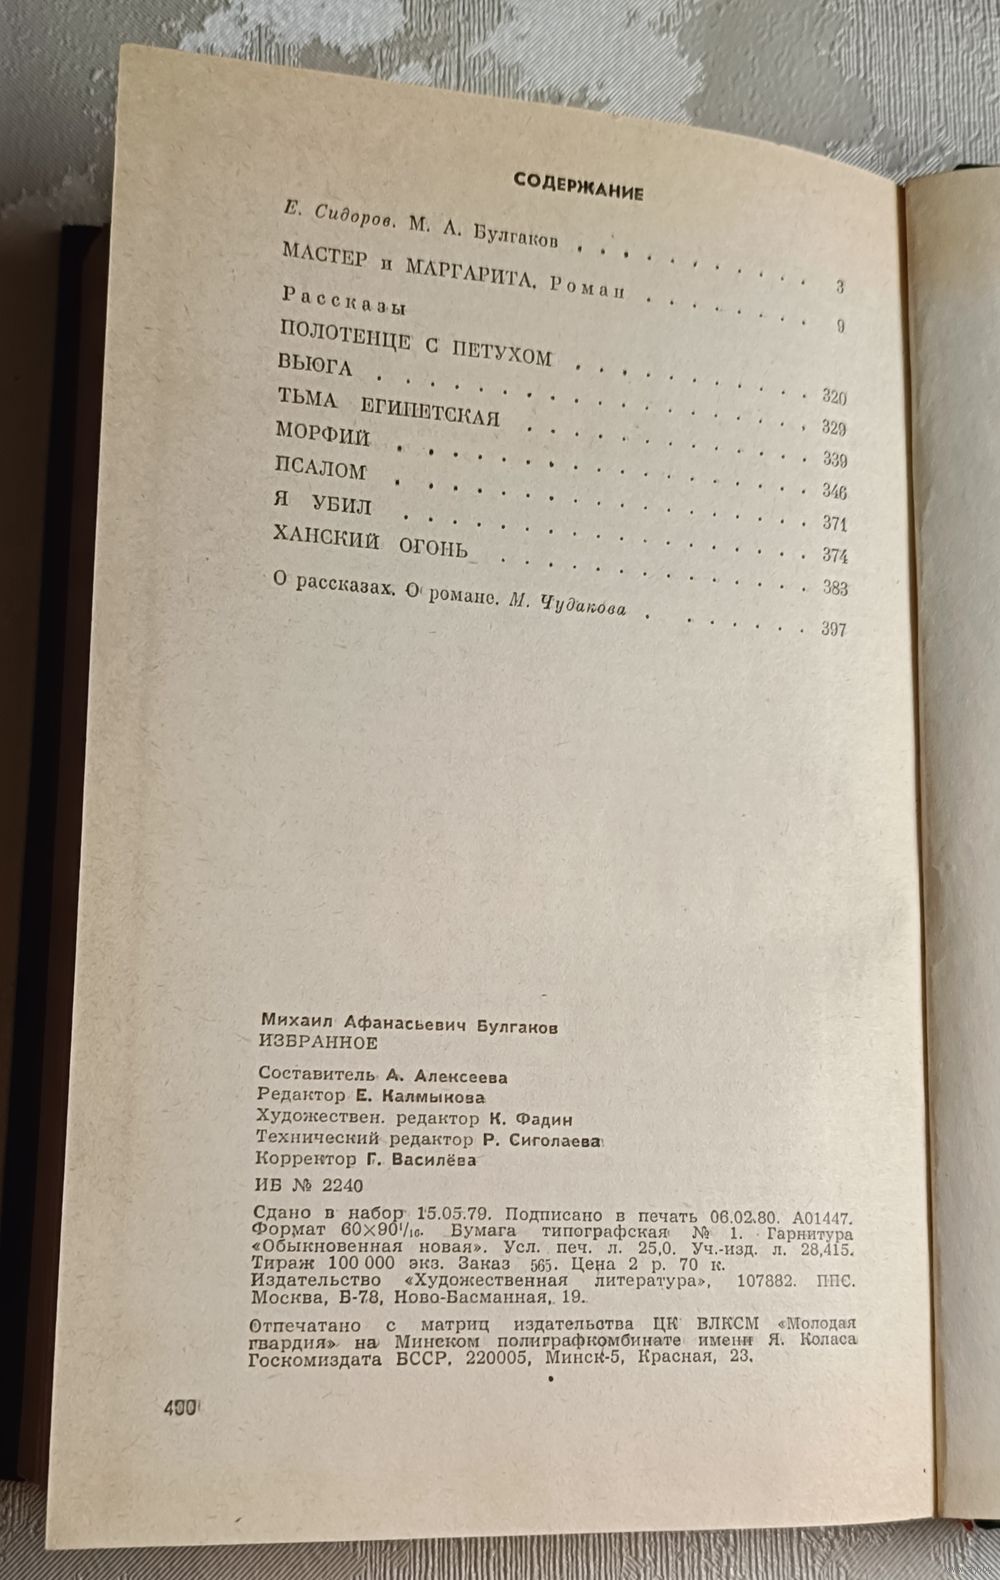 СОДЕРЖАНИЕ
Е. Сидоров. М. А. Булгаков . . . . . . . . . . . 3
МАСТЕР и МАРГАРИТА. Роман . . . . . . . . 9
Рассказы
ПОЛОТЕНЦЕ С ПЕТУХОМ . . . . . . . . . . . 320
ВЬЮГА . . . . . . . . . . . . . . . . . . 329
ТЬМА ЕГИПЕТСКАЯ . . . . . . . . . . . . . 339
МОРФИЙ . . . . . . . . . . . . . . . . . 346
ПСАЛОМ . . . . . . . . . . . . . . . . . 371
Я УБИЛ . . . . . . . . . . . . . . . . . 374
ХАНСКИЙ ОГОНЬ . . . . . . . . . . . . . . 383
О рассказах. О романе. М. Чудакова . . . . . . . 397
Михаил Афанасьевич Булгаков
ИЗБРАННОЕ
Составитель А. Алексеева
Редактор Е. Калмыкова
Художествен. редактор К. Фадин
Технический редактор Р. Сиголаева
Корректор Г. Василёва
ИБ № 2240
Сдано в набор 15.05.79. Подписано в печать 06.02.80. А01447.
Формат 60×90¹/₁₆. Бумага типографская № 1. Гарнитура
«Обыкновенная новая». Усл. печ. л. 25,0. Уч.-изд. л. 28,415.
Тираж 100 000 экз. Заказ 565. Цена 2 р. 70 к.
Издательство «Художественная литература», 107882. ГПС.
Москва, Б-78, Ново-Басманная, 19.
Отпечатано с матриц издательства ЦК ВЛКСМ «Молодая
гвардия» на Минском полиграфкомбинате имени Я. Коласа
Госкомиздата БССР. 220005, Минск-5, Красная, 23.
400